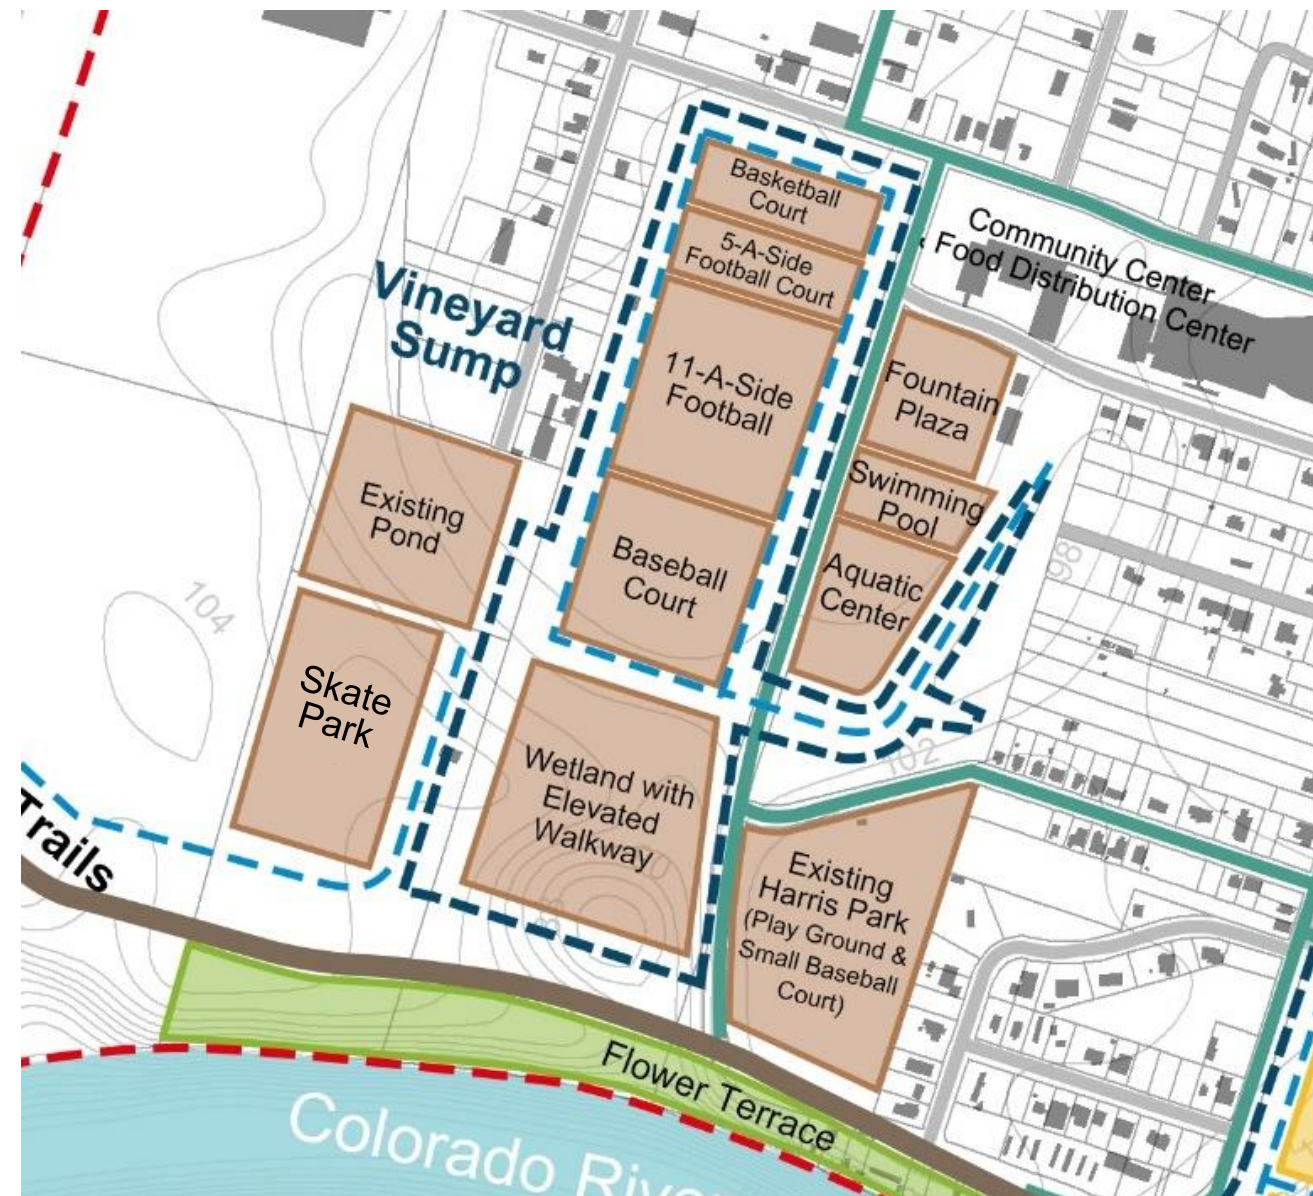 Basketball
Court
5-A-Side
Football Court
Community Center
& Food Distribution Center
Vineyard
Sump
11-A-Side
Football
Fountain
Plaza
Existing
Pond
Swimming
Pool
Baseball
Court
Aquatic
Center
98
104
Skate
Park
102
Wetland with
Elevated
Walkway
Trails
Existing
Harris Park
(Play Ground &
Small Baseball
Court)
Flower Terrace
Colorado River